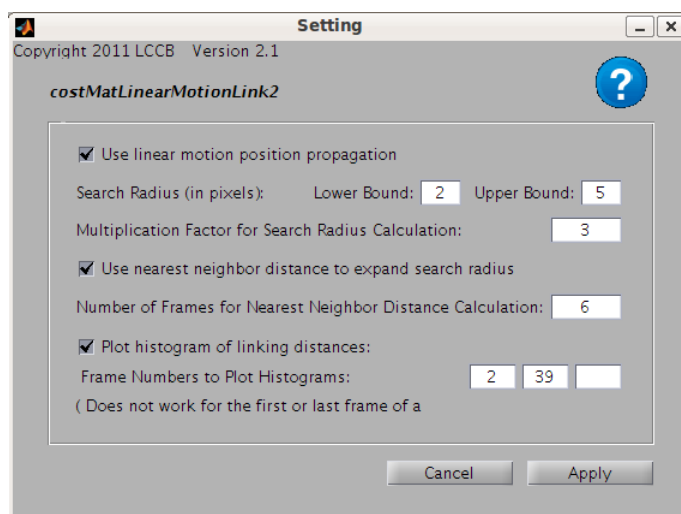 Setting
Copyright 2011 LCCB Version 2.1
costMatLinearMotionLink2
?
Use linear motion position propagation
Search Radius (in pixels): Lower Bound: 2 Upper Bound: 5
Multiplication Factor for Search Radius Calculation: 3
Use nearest neighbor distance to expand search radius
Number of Frames for Nearest Neighbor Distance Calculation: 6
Plot histogram of linking distances:
Frame Numbers to Plot Histograms: 2 39
( Does not work for the first or last frame of a
Cancel Apply